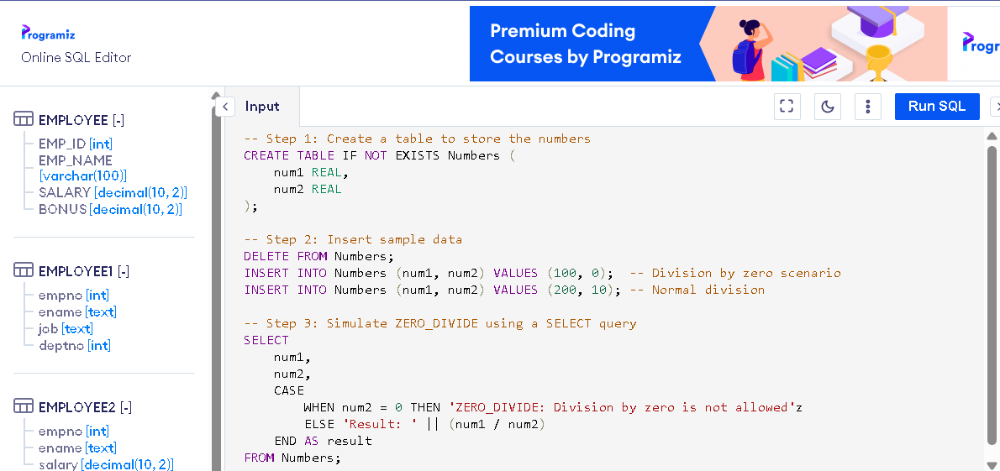 Programiz
Online SQL Editor
Premium Coding
Courses by Programiz
Progr
EMPLOYEE [-]
EMP_ID [int]
EMP_NAME
[varchar(100)]
SALARY [decimal(10, 2)]
BONUS [decimal(10, 2)]
EMPLOYEE1 [-]
empno [int]
ename [text]
job [text]
deptno [int]
EMPLOYEE2 [-]
empno [int]
ename [text]
salary [decimal(10, 2)]
Input
Run SQL
-- Step 1: Create a table to store the numbers
CREATE TABLE IF NOT EXISTS Numbers (
    num1 REAL,
    num2 REAL
);
-- Step 2: Insert sample data
DELETE FROM Numbers;
INSERT INTO Numbers (num1, num2) VALUES (100, 0);  -- Division by zero scenario
INSERT INTO Numbers (num1, num2) VALUES (200, 10); -- Normal division
-- Step 3: Simulate ZERO_DIVIDE using a SELECT query
SELECT
    num1,
    num2,
    CASE
        WHEN num2 = 0 THEN 'ZERO_DIVIDE: Division by zero is not allowed'z
        ELSE 'Result: ' || (num1 / num2)
    END AS result
FROM Numbers;